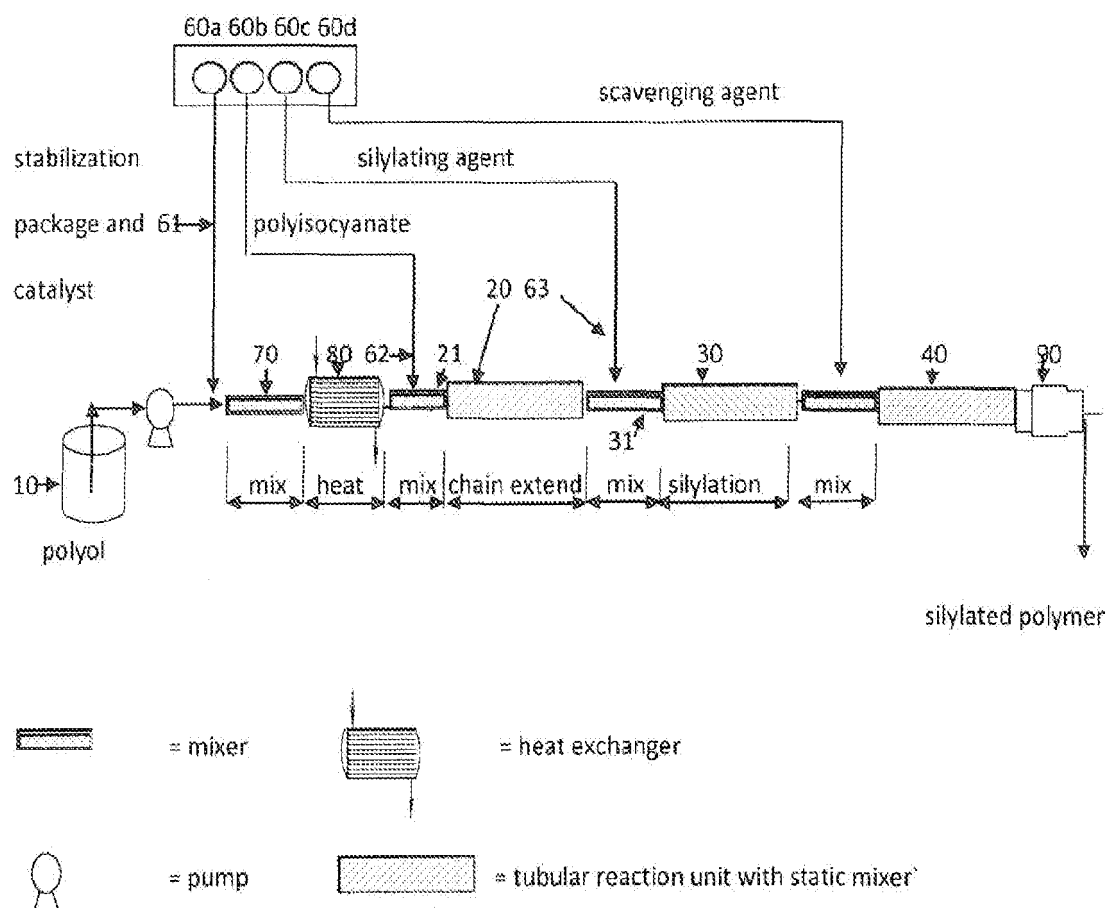 60a 60b 60c 60d
scavenging agent
stabilization
silylating agent
package and 61
polyisocyanate
catalyst
20 63
70 80 62 21 30 40 90
31
10
mix heat mix chain extend mix silylation mix
polyol
silylated polymer
= mixer
= heat exchanger
= pump
= tubular reaction unit with static mixer